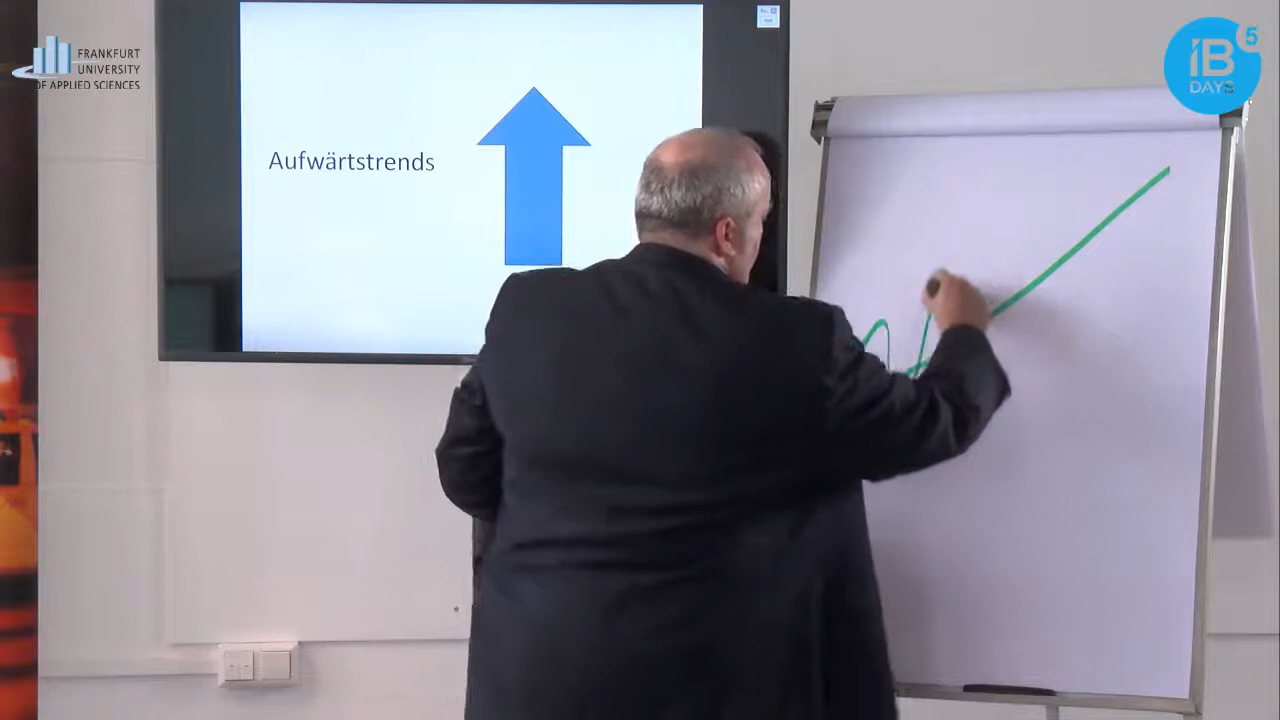 FRANKFURT
UNIVERSITY
OF APPLIED SCIENCES
Aufwärtstrends
IB 5
DAYS